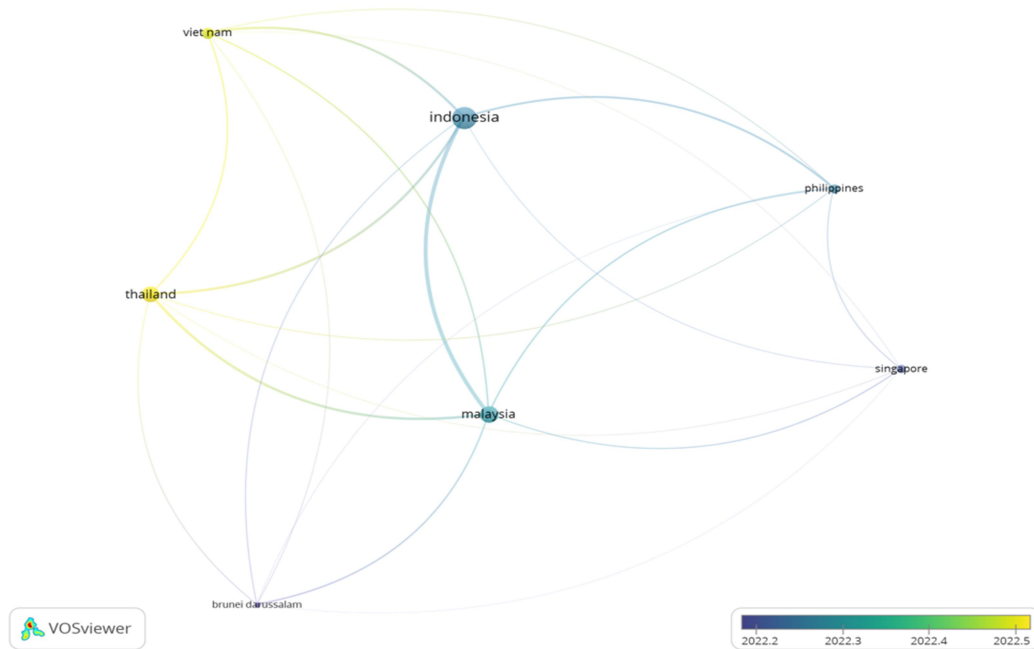 viet nam
indonesia
philippines
thailand
singapore
malaysia
brunei darussalam
VOSviewer
2022.2 2022.3 2022.4 2022.5